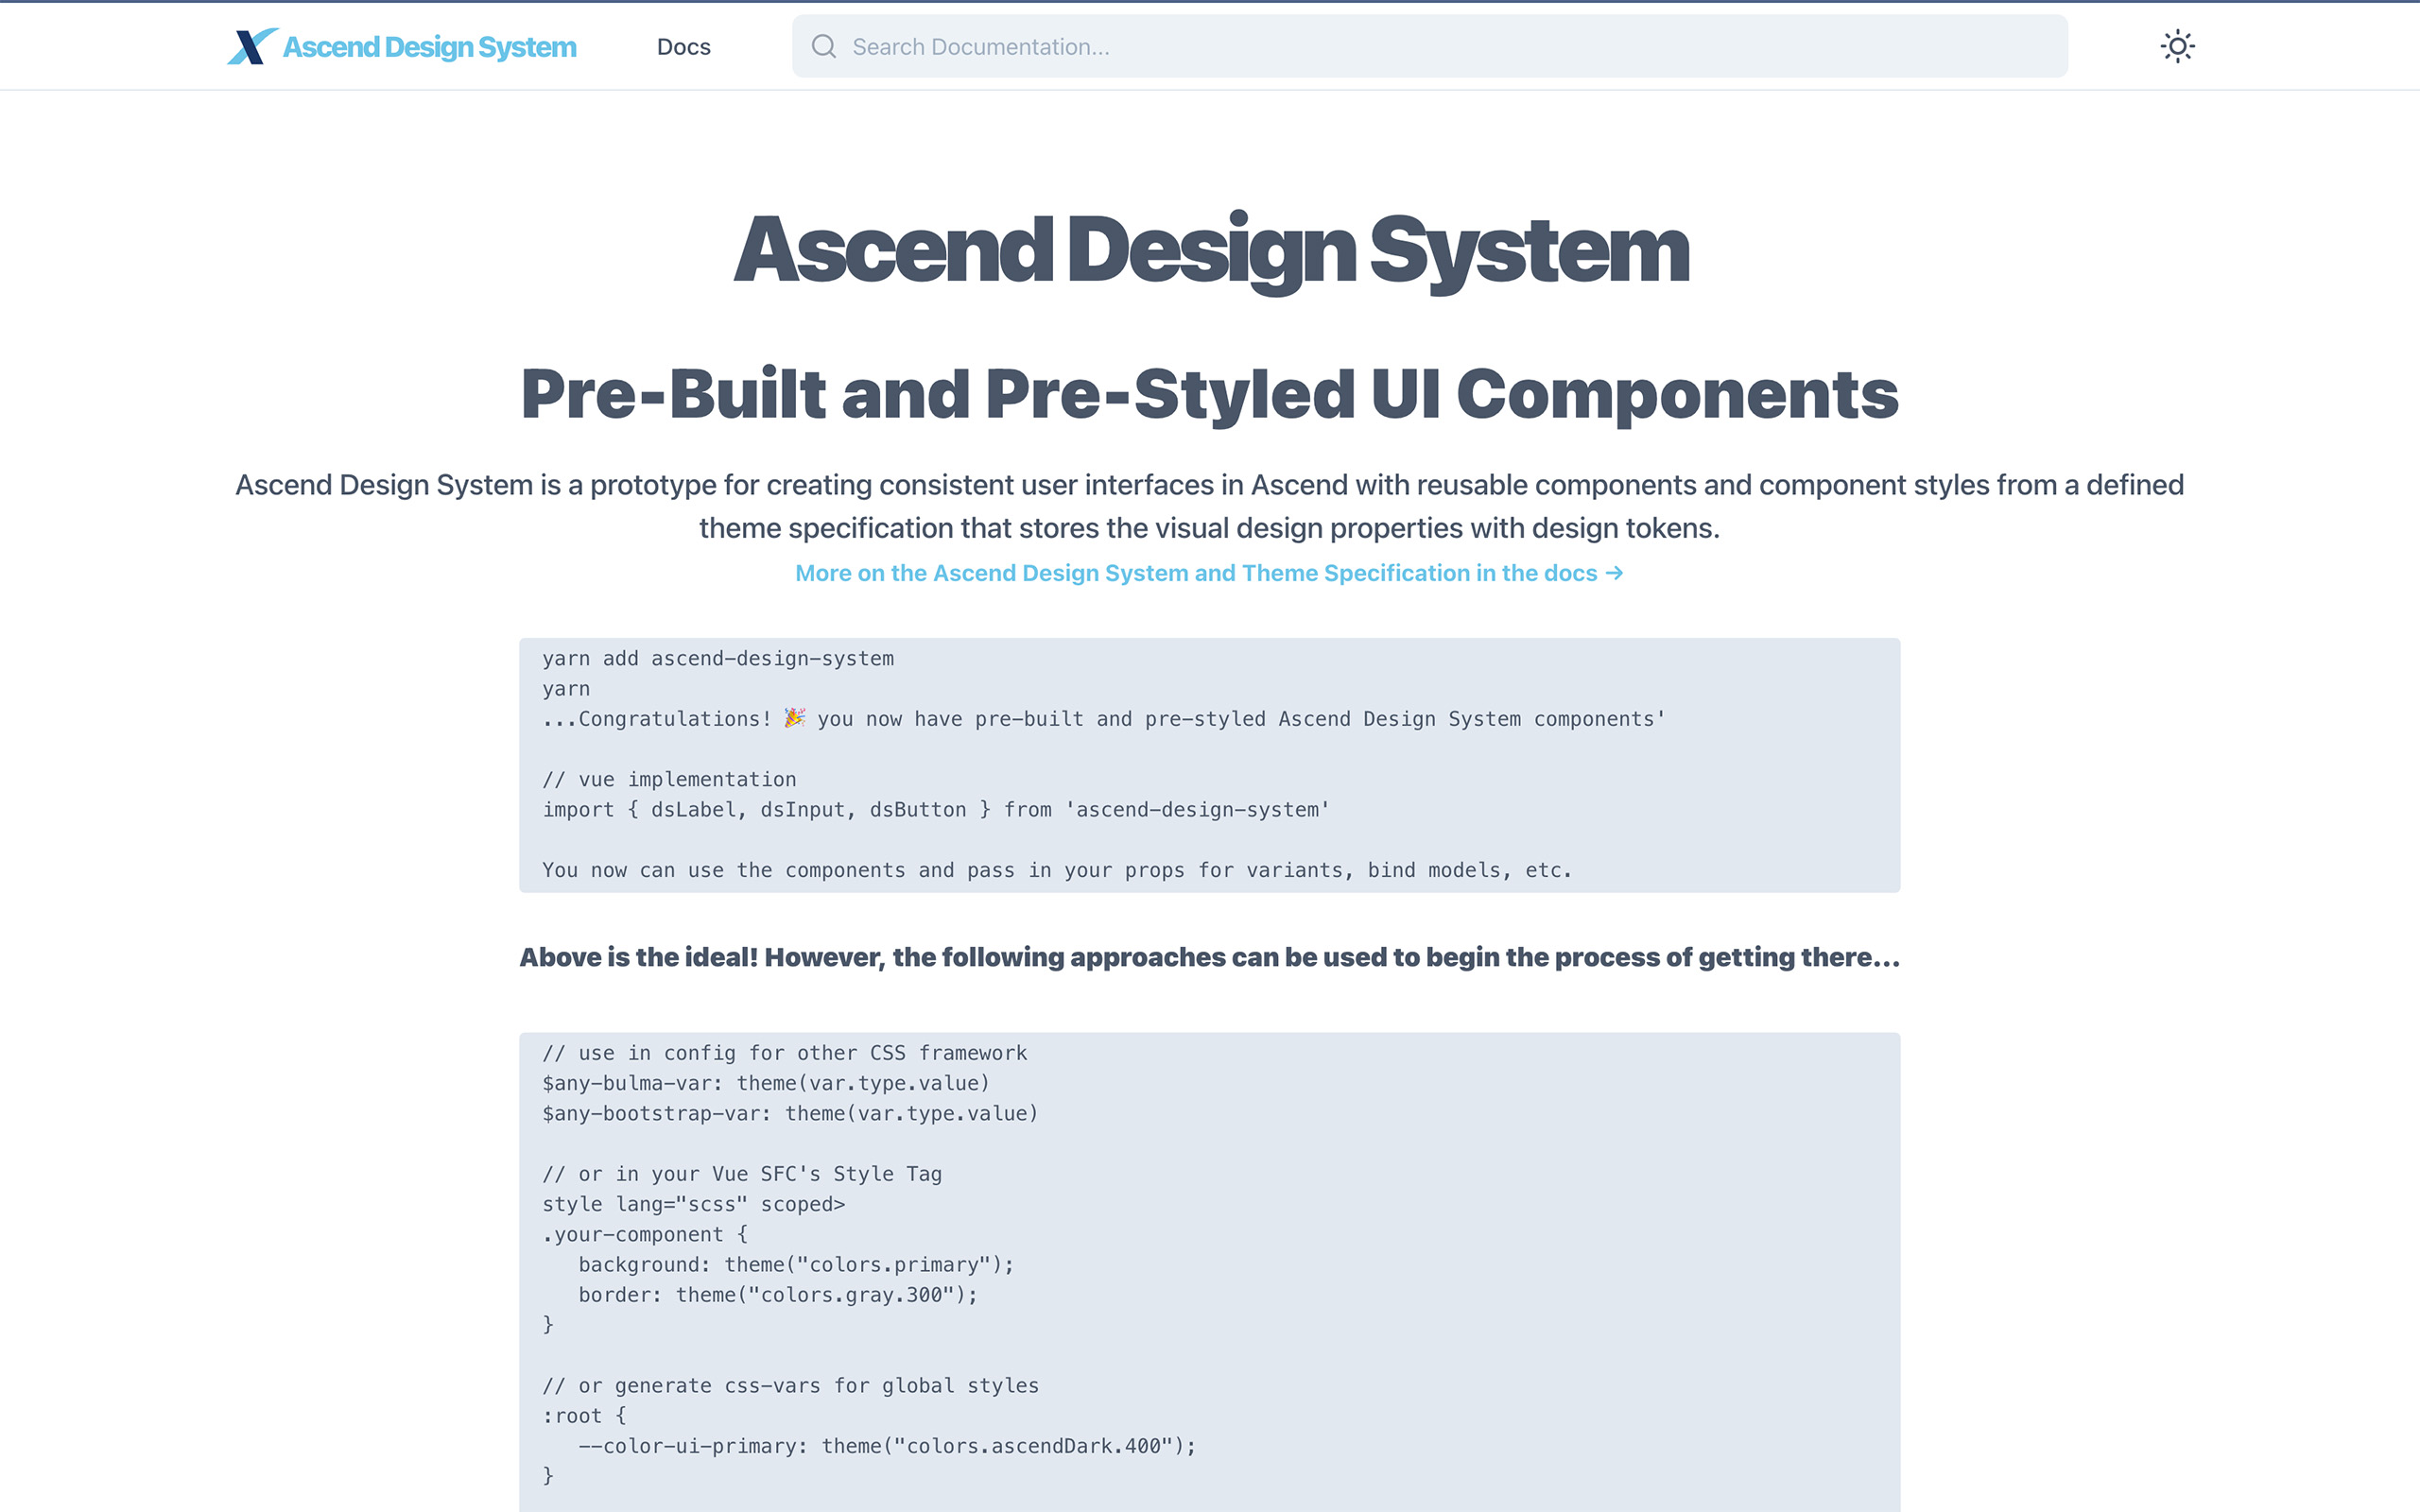 Ascend Design System
Docs
Search Documentation...
Ascend Design System
Pre-Built and Pre-Styled UI Components
Ascend Design System is a prototype for creating consistent user interfaces in Ascend with reusable components and component styles from a defined
theme specification that stores the visual design properties with design tokens.
More on the Ascend Design System and Theme Specification in the docs →
yarn add ascend-design-system
yarn
...Congratulations! 🎉 you now have pre-built and pre-styled Ascend Design System components'
// vue implementation
import { dsLabel, dsInput, dsButton } from 'ascend-design-system'
You now can use the components and pass in your props for variants, bind models, etc.
Above is the ideal! However, the following approaches can be used to begin the process of getting there...
// use in config for other CSS framework
$any-bulma-var: theme(var.type.value)
$any-bootstrap-var: theme(var.type.value)
// or in your Vue SFC's Style Tag
style lang="scss" scoped>
.your-component {
   background: theme("colors.primary");
   border: theme("colors.gray.300");
}
// or generate css-vars for global styles
:root {
   --color-ui-primary: theme("colors.ascendDark.400");
}